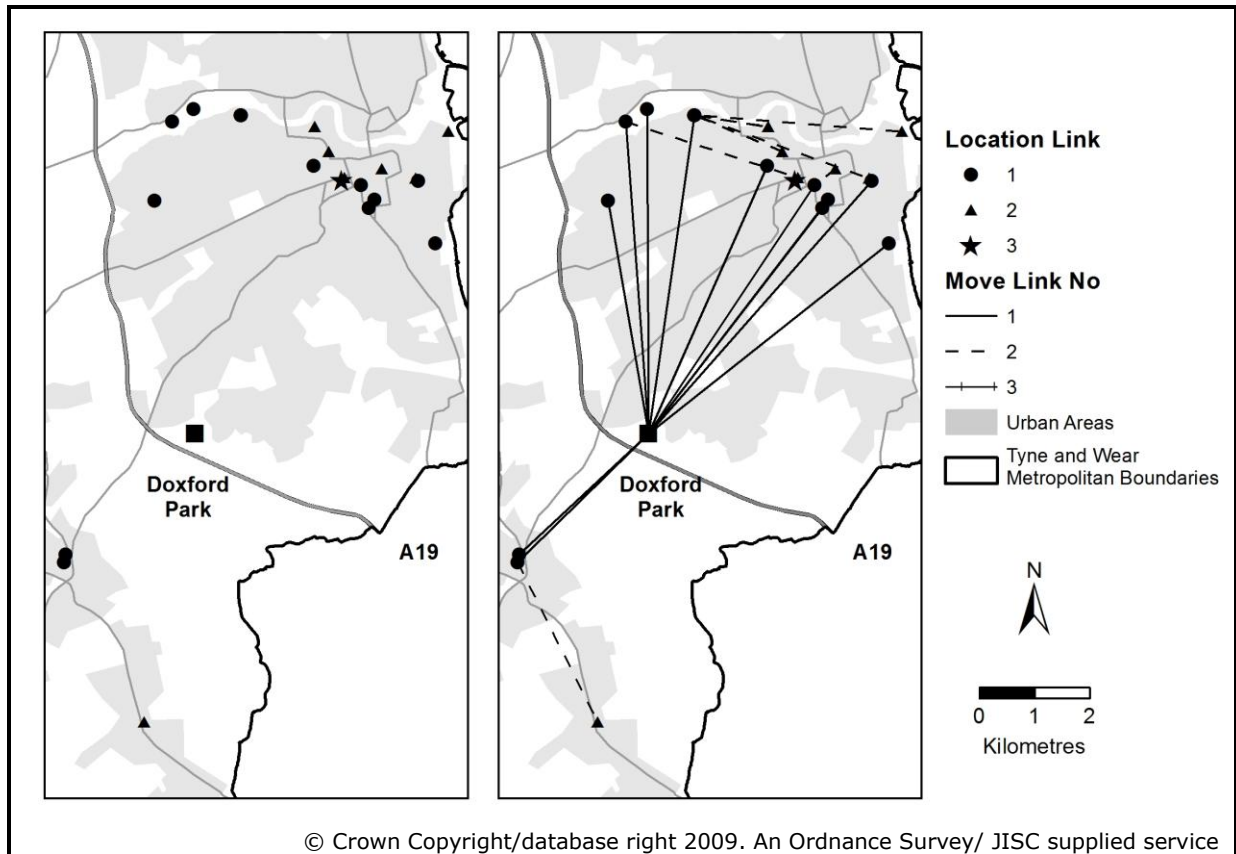 Doxford
Park
A19
Doxford
Park
A19
Location Link
1
2
3
Move Link No
1
2
3
Urban Areas
Tyne and Wear
Metropolitan Boundaries
N
0 1 2
Kilometres
© Crown Copyright/database right 2009. An Ordnance Survey/ JISC supplied service